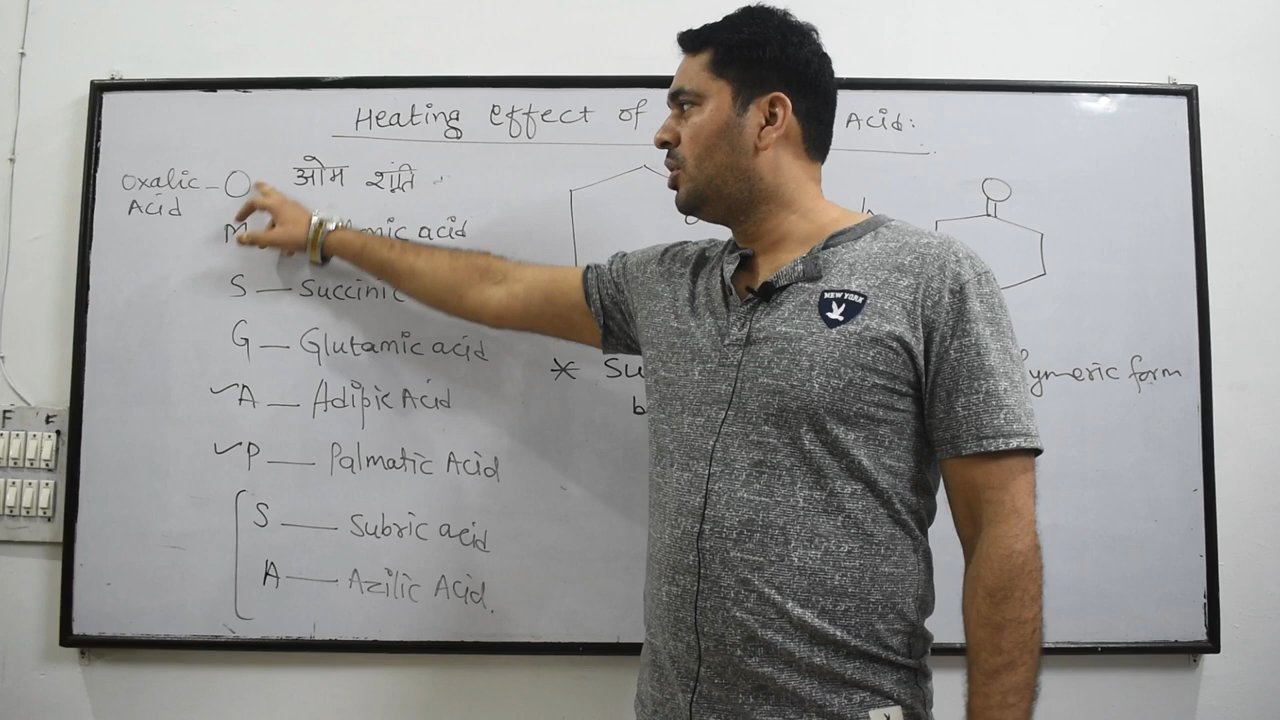 Heating effect of Acid:
Oxalic - O ओम शांति
Acid
M onic acid
S — Succinic
G — Glutamic acid
A — Adipic Acid
P — Palmatic Acid
S — Subric acid
A — Azilic Acid.
* Su
b
ymeric form
NEW YORK
F